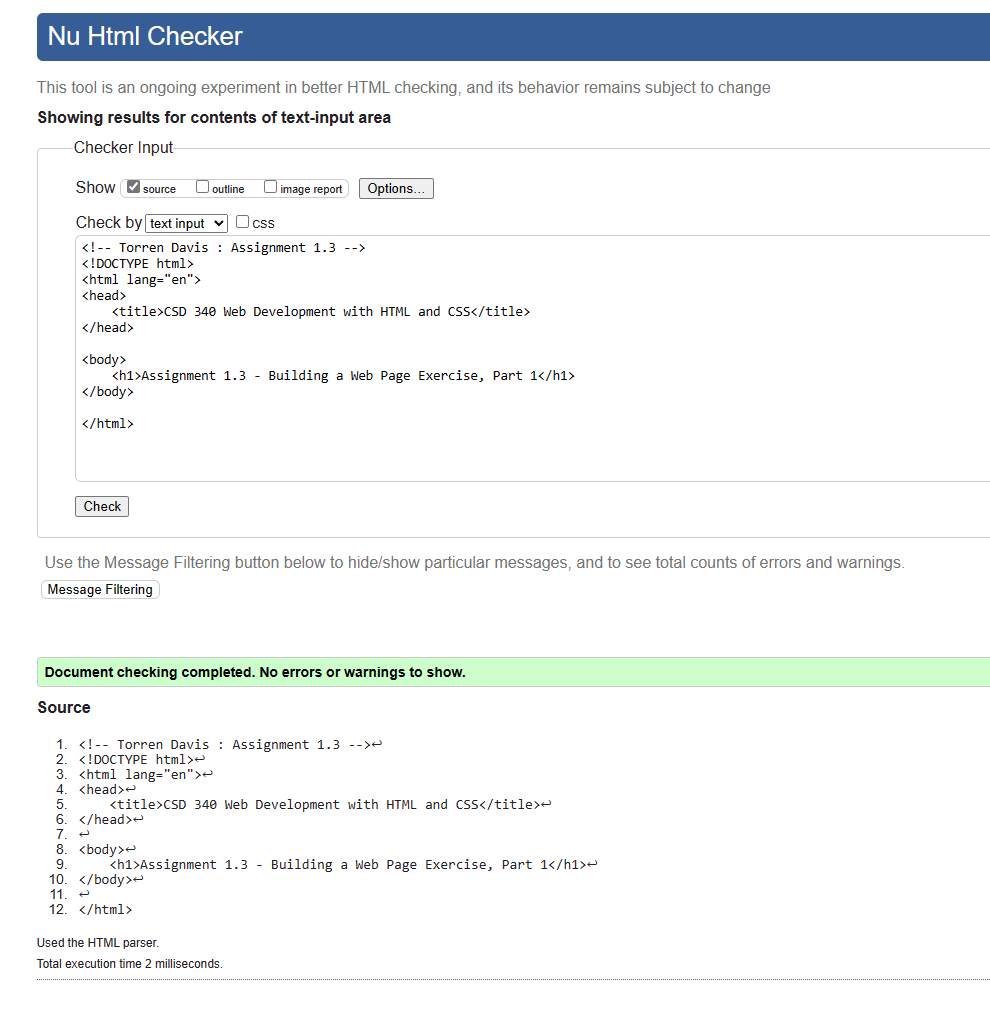 Nu Html Checker
This tool is an ongoing experiment in better HTML checking, and its behavior remains subject to change
Showing results for contents of text-input area
Checker Input
Show source outline image report Options...
Check by text input css
<!-- Torren Davis : Assignment 1.3 -->
<!DOCTYPE html>
<html lang="en">
<head>
    <title>CSD 340 Web Development with HTML and CSS</title>
</head>

<body>
    <h1>Assignment 1.3 - Building a Web Page Exercise, Part 1</h1>
</body>

</html>
Check
Use the Message Filtering button below to hide/show particular messages, and to see total counts of errors and warnings.
Message Filtering
Document checking completed. No errors or warnings to show.
Source
1. <!-- Torren Davis : Assignment 1.3 -->↩
2. <!DOCTYPE html>↩
3. <html lang="en">↩
4. <head>↩
5.     <title>CSD 340 Web Development with HTML and CSS</title>↩
6. </head>↩
7. ↩
8. <body>↩
9.     <h1>Assignment 1.3 - Building a Web Page Exercise, Part 1</h1>↩
10. </body>↩
11. ↩
12. </html>
Used the HTML parser.
Total execution time 2 milliseconds.